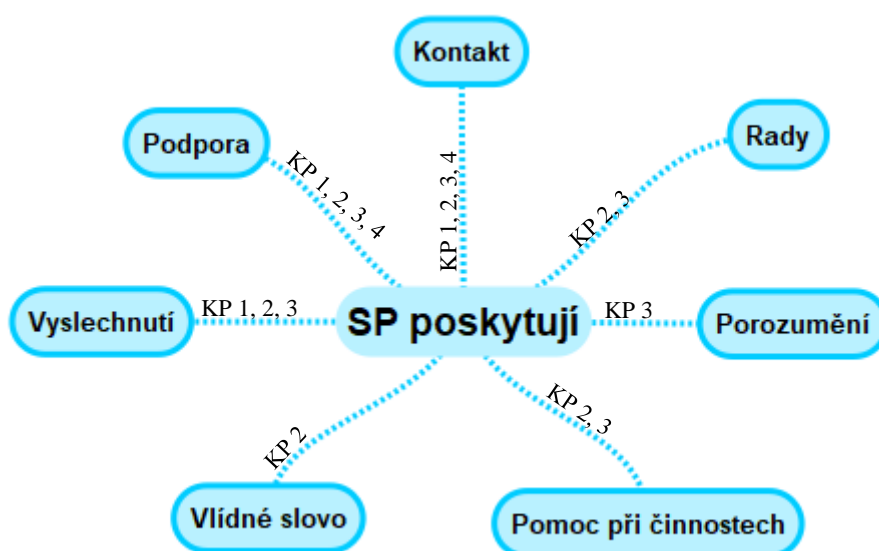 Kontakt
Podpora
Rady
KP 1, 2, 3, 4
KP 1, 2, 3, 4
KP 2, 3
Vyslechnutí
KP 1, 2, 3
SP poskytují
KP 3
Porozumění
KP 2
KP 2, 3
Vlídné slovo
Pomoc při činnostech